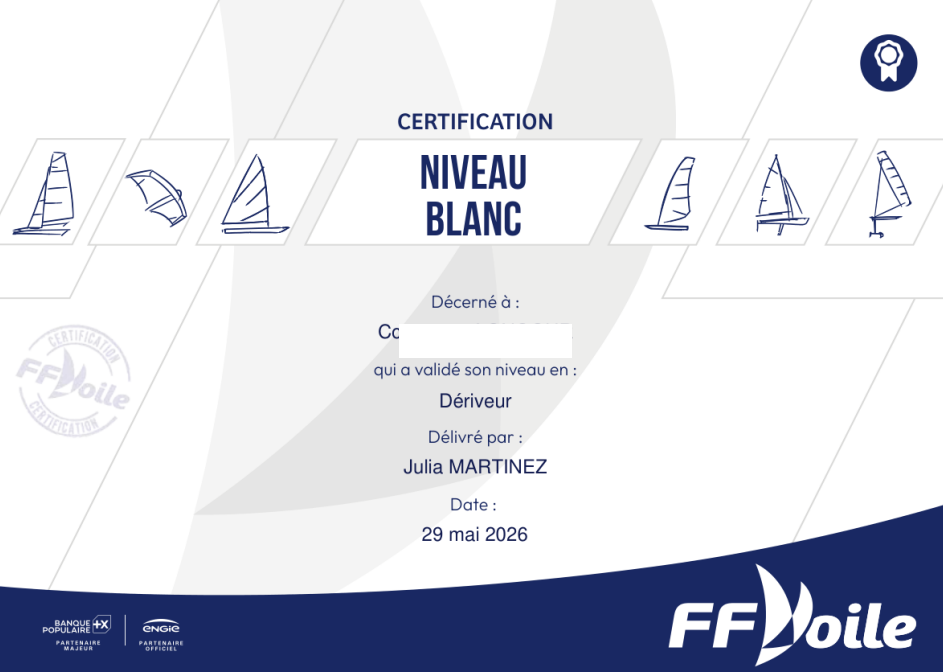 CERTIFICATION
NIVEAU
BLANC
Décerné à :
Co
qui a validé son niveau en :
Dériveur
Délivré par :
Julia MARTINEZ
Date :
29 mai 2026
CERTIFICATION
FFVoile
CERTIFICATION
BANQUE
POPULAIRE +X
PARTENAIRE
MAJEUR
ENGIE
PARTENAIRE
OFFICIEL
FFVoile